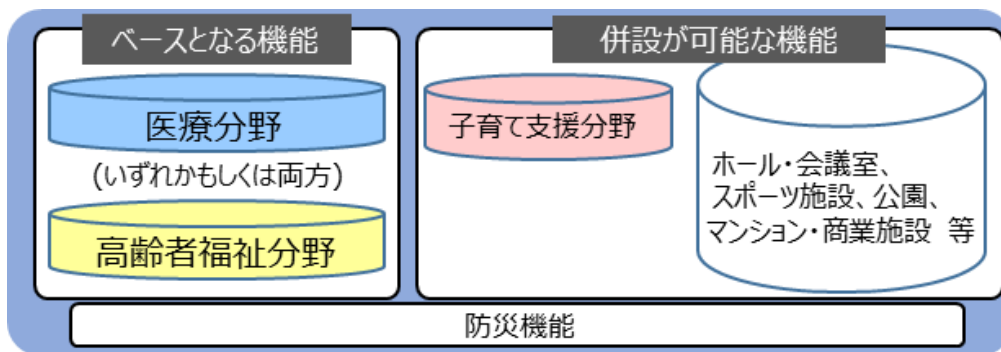 ベースとなる機能
医療分野
(いずれかもしくは両方)
高齢者福祉分野
併設が可能な機能
子育て支援分野
ホール・会議室、
スポーツ施設、公園、
マンション・商業施設 等
防災機能